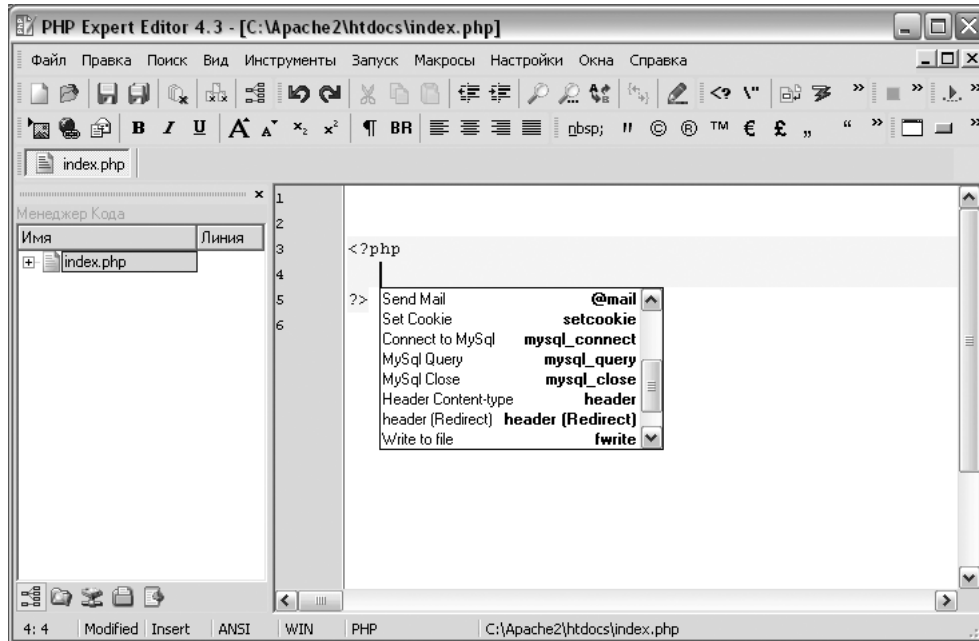 PHP Expert Editor 4.3 - [C:\Apache2\htdocs\index.php]
Файл Правка Поиск Вид Инструменты Запуск Макросы Настройки Окна Справка
<? \"
B I U A A x₂ x² ¶ BR nbsp; " © ® ™ € £ „ “
index.php
Менеджер Кода
Имя Линия
index.php
1
2
3 <?php
4
5 ?>
6
Send Mail @mail
Set Cookie setcookie
Connect to MySql mysql_connect
MySql Query mysql_query
MySql Close mysql_close
Header Content-type header
header (Redirect) header (Redirect)
Write to file fwrite
4: 4 Modified Insert ANSI WIN PHP C:\Apache2\htdocs\index.php